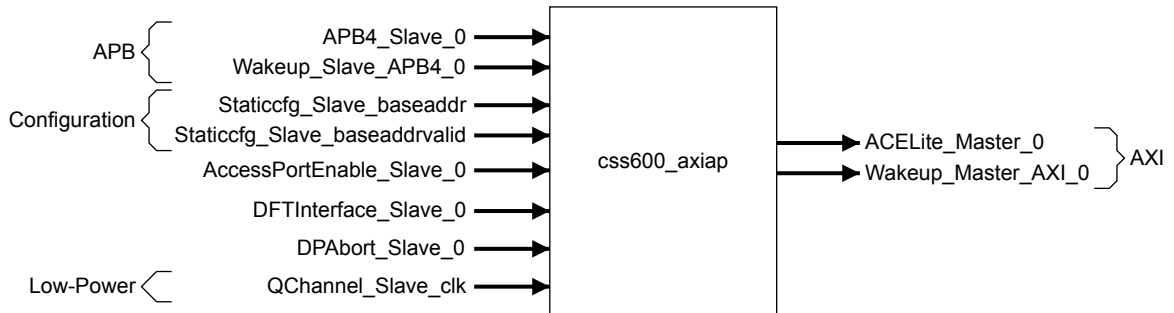 APB
APB4_Slave_0
Wakeup_Slave_APB4_0
Configuration
Staticcfg_Slave_baseaddr
Staticcfg_Slave_baseaddrvalid
AccessPortEnable_Slave_0
DFTInterface_Slave_0
DPAbort_Slave_0
Low-Power
QChannel_Slave_clk
css600_axiap
ACELite_Master_0
Wakeup_Master_AXI_0
AXI